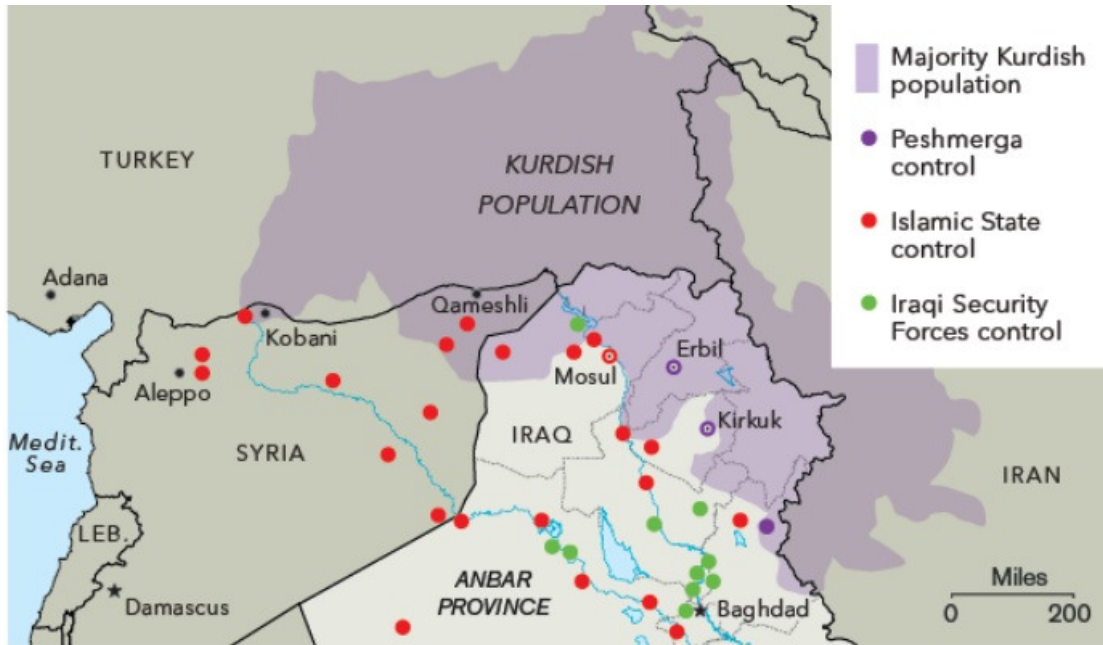 Majority Kurdish
population
Peshmerga
control
Islamic State
control
Iraqi Security
Forces control
TURKEY
KURDISH
POPULATION
Adana
Qameshli
Kobani
Erbil
Mosul
Aleppo
Kirkuk
Medit.
Sea
IRAQ
SYRIA
IRAN
LEB.
ANBAR
PROVINCE
Miles
0 200
Damascus
Baghdad